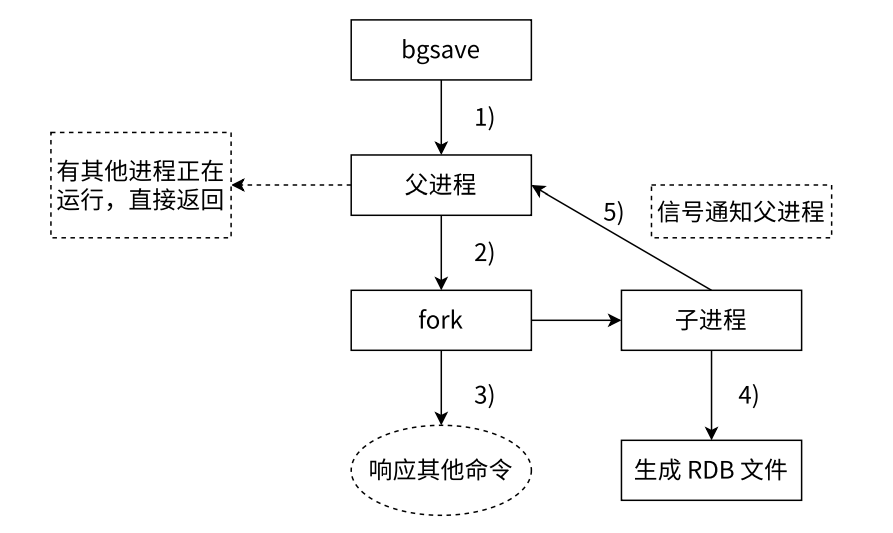 bgsave
1)
有其他进程正在
运行，直接返回
父进程
5)
信号通知父进程
2)
fork
子进程
3)
4)
响应其他命令
生成 RDB 文件